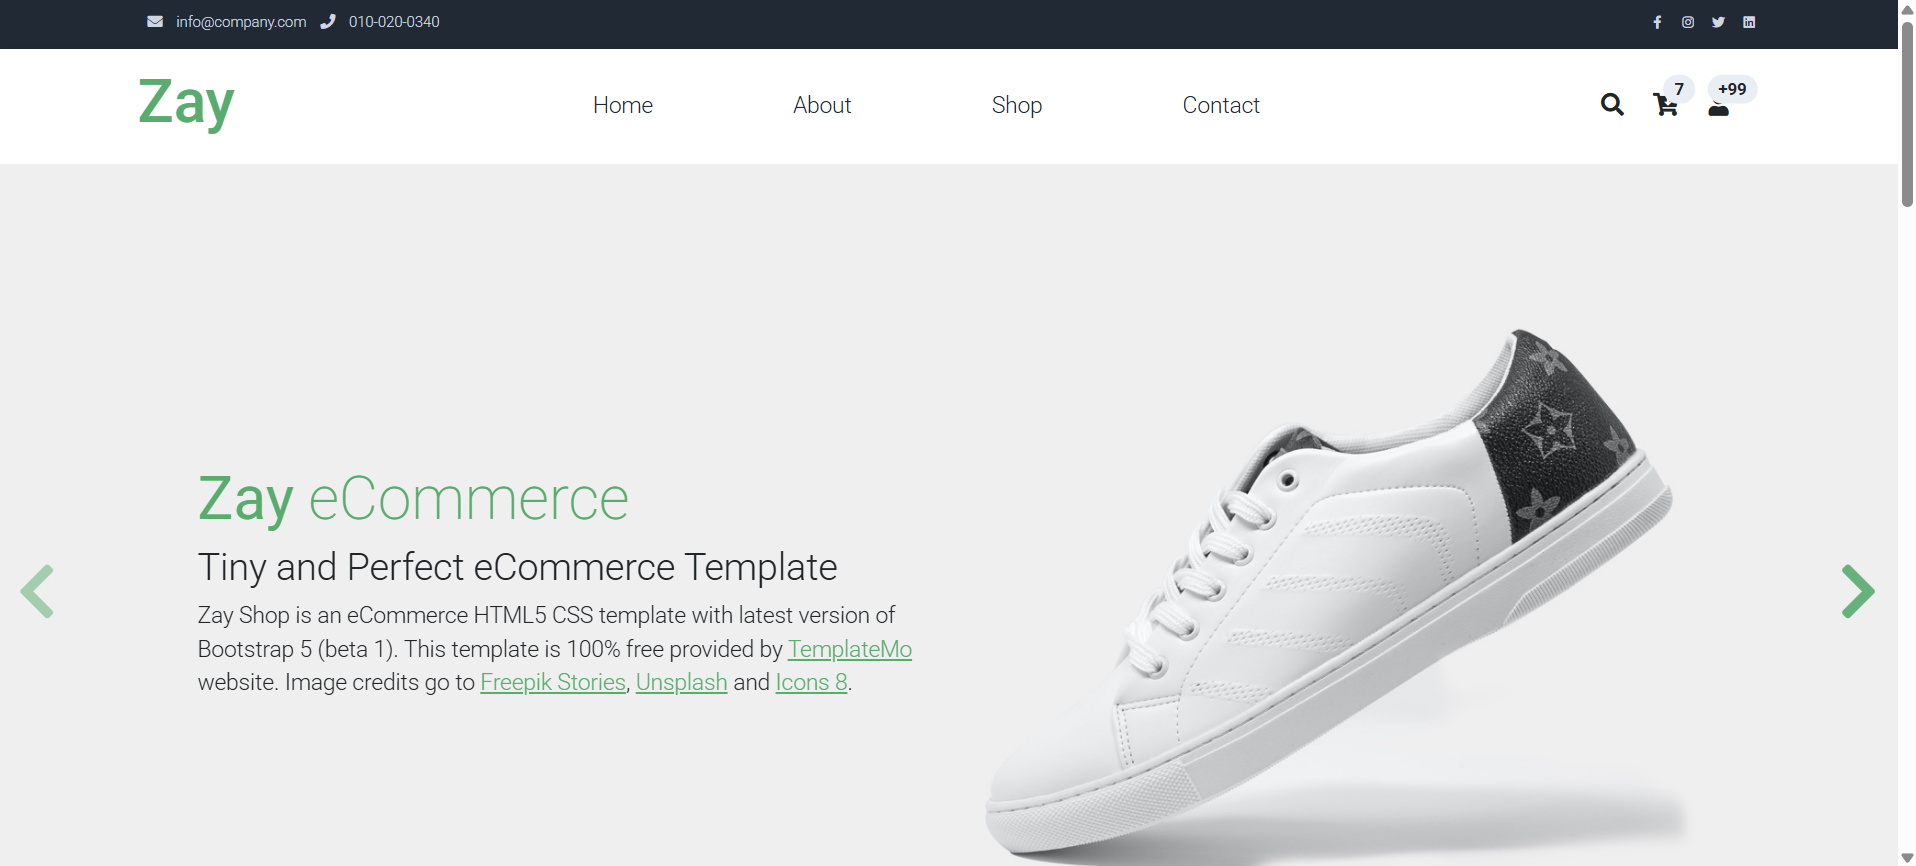 info@company.com 010-020-0340
Zay
Home About Shop Contact
7 +99
Zay eCommerce
Tiny and Perfect eCommerce Template
Zay Shop is an eCommerce HTML5 CSS template with latest version of
Bootstrap 5 (beta 1). This template is 100% free provided by TemplateMo
website. Image credits go to Freepik Stories, Unsplash and Icons 8.